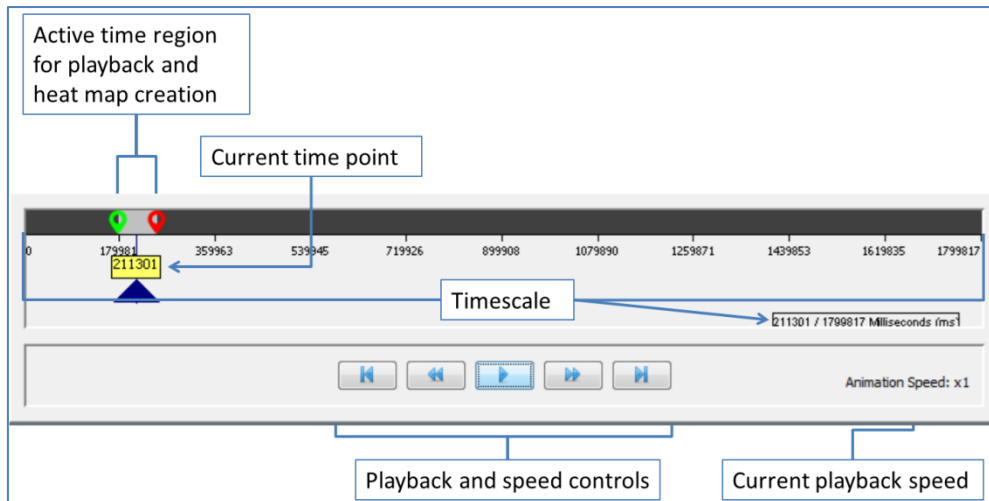 Active time region
for playback and
heat map creation
Current time point
0 179981 359963 539945 719926 899908 1079890 1259871 1439853 1619835 1799817
211301
Timescale
211301 / 1799817 Milliseconds (ms)
Animation Speed: x1
Playback and speed controls
Current playback speed